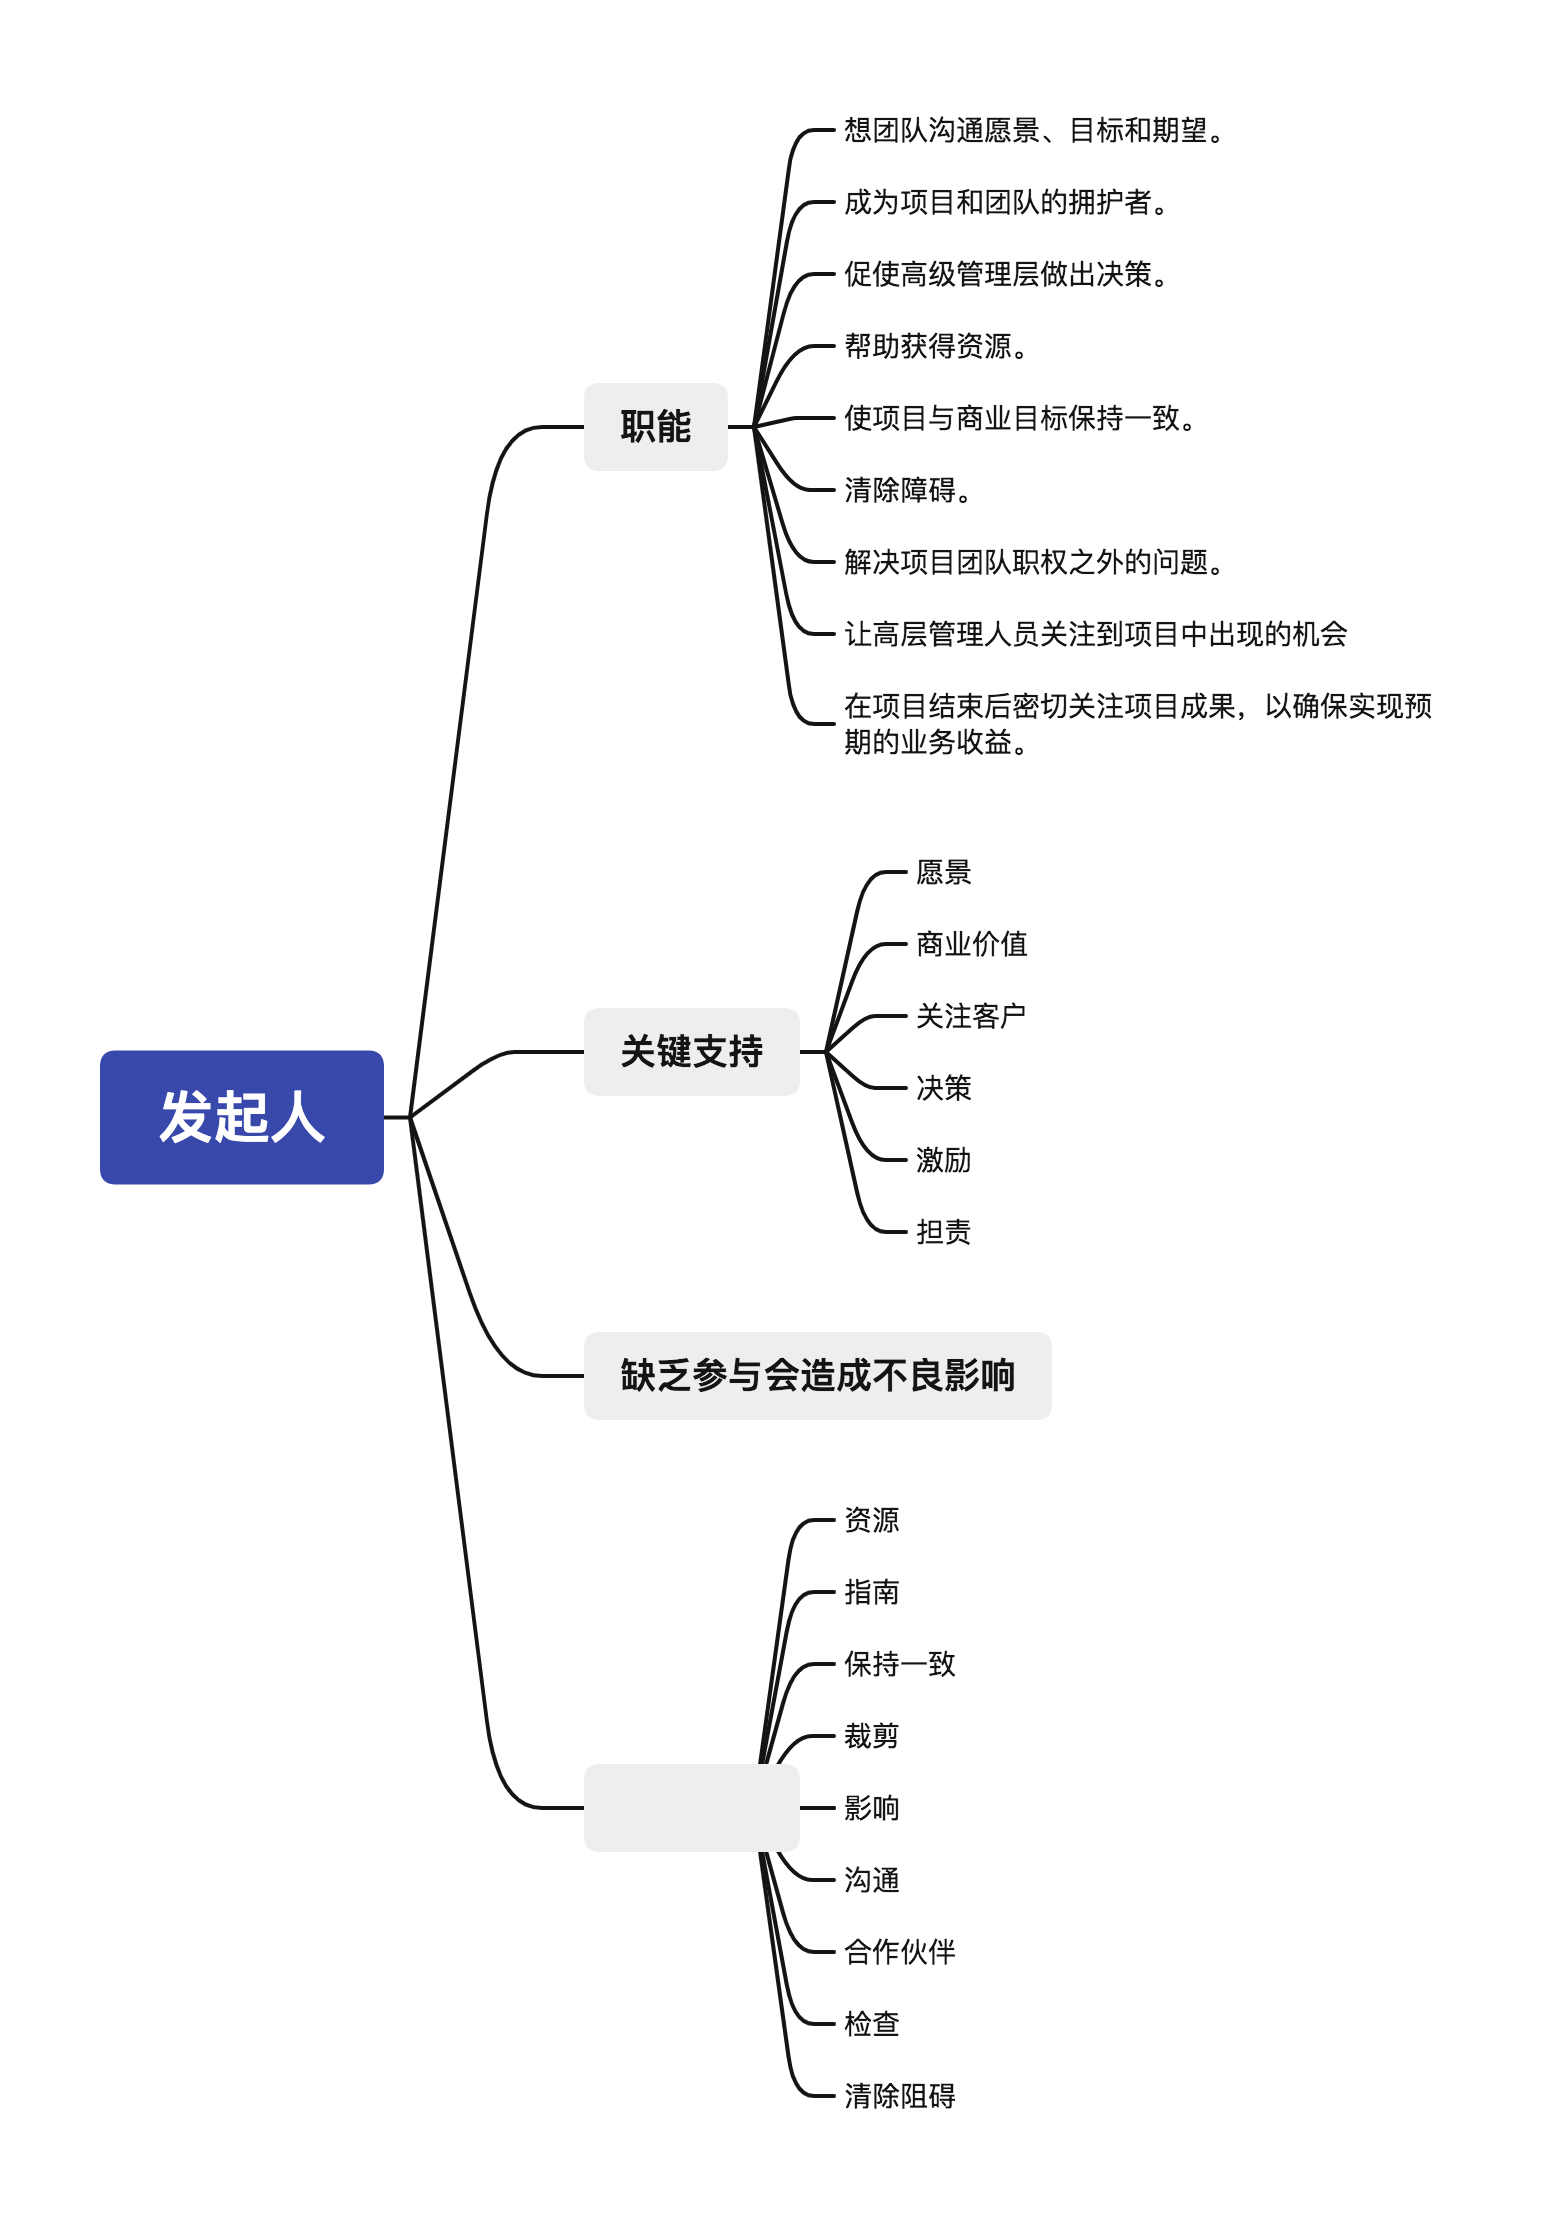 发起人
职能
想团队沟通愿景、目标和期望。
成为项目和团队的拥护者。
促使高级管理层做出决策。
帮助获得资源。
使项目与商业目标保持一致。
清除障碍。
解决项目团队职权之外的问题。
让高层管理人员关注到项目中出现的机会
在项目结束后密切关注项目成果，以确保实现预
期的业务收益。
关键支持
愿景
商业价值
关注客户
决策
激励
担责
缺乏参与会造成不良影响
资源
指南
保持一致
裁剪
影响
沟通
合作伙伴
检查
清除阻碍